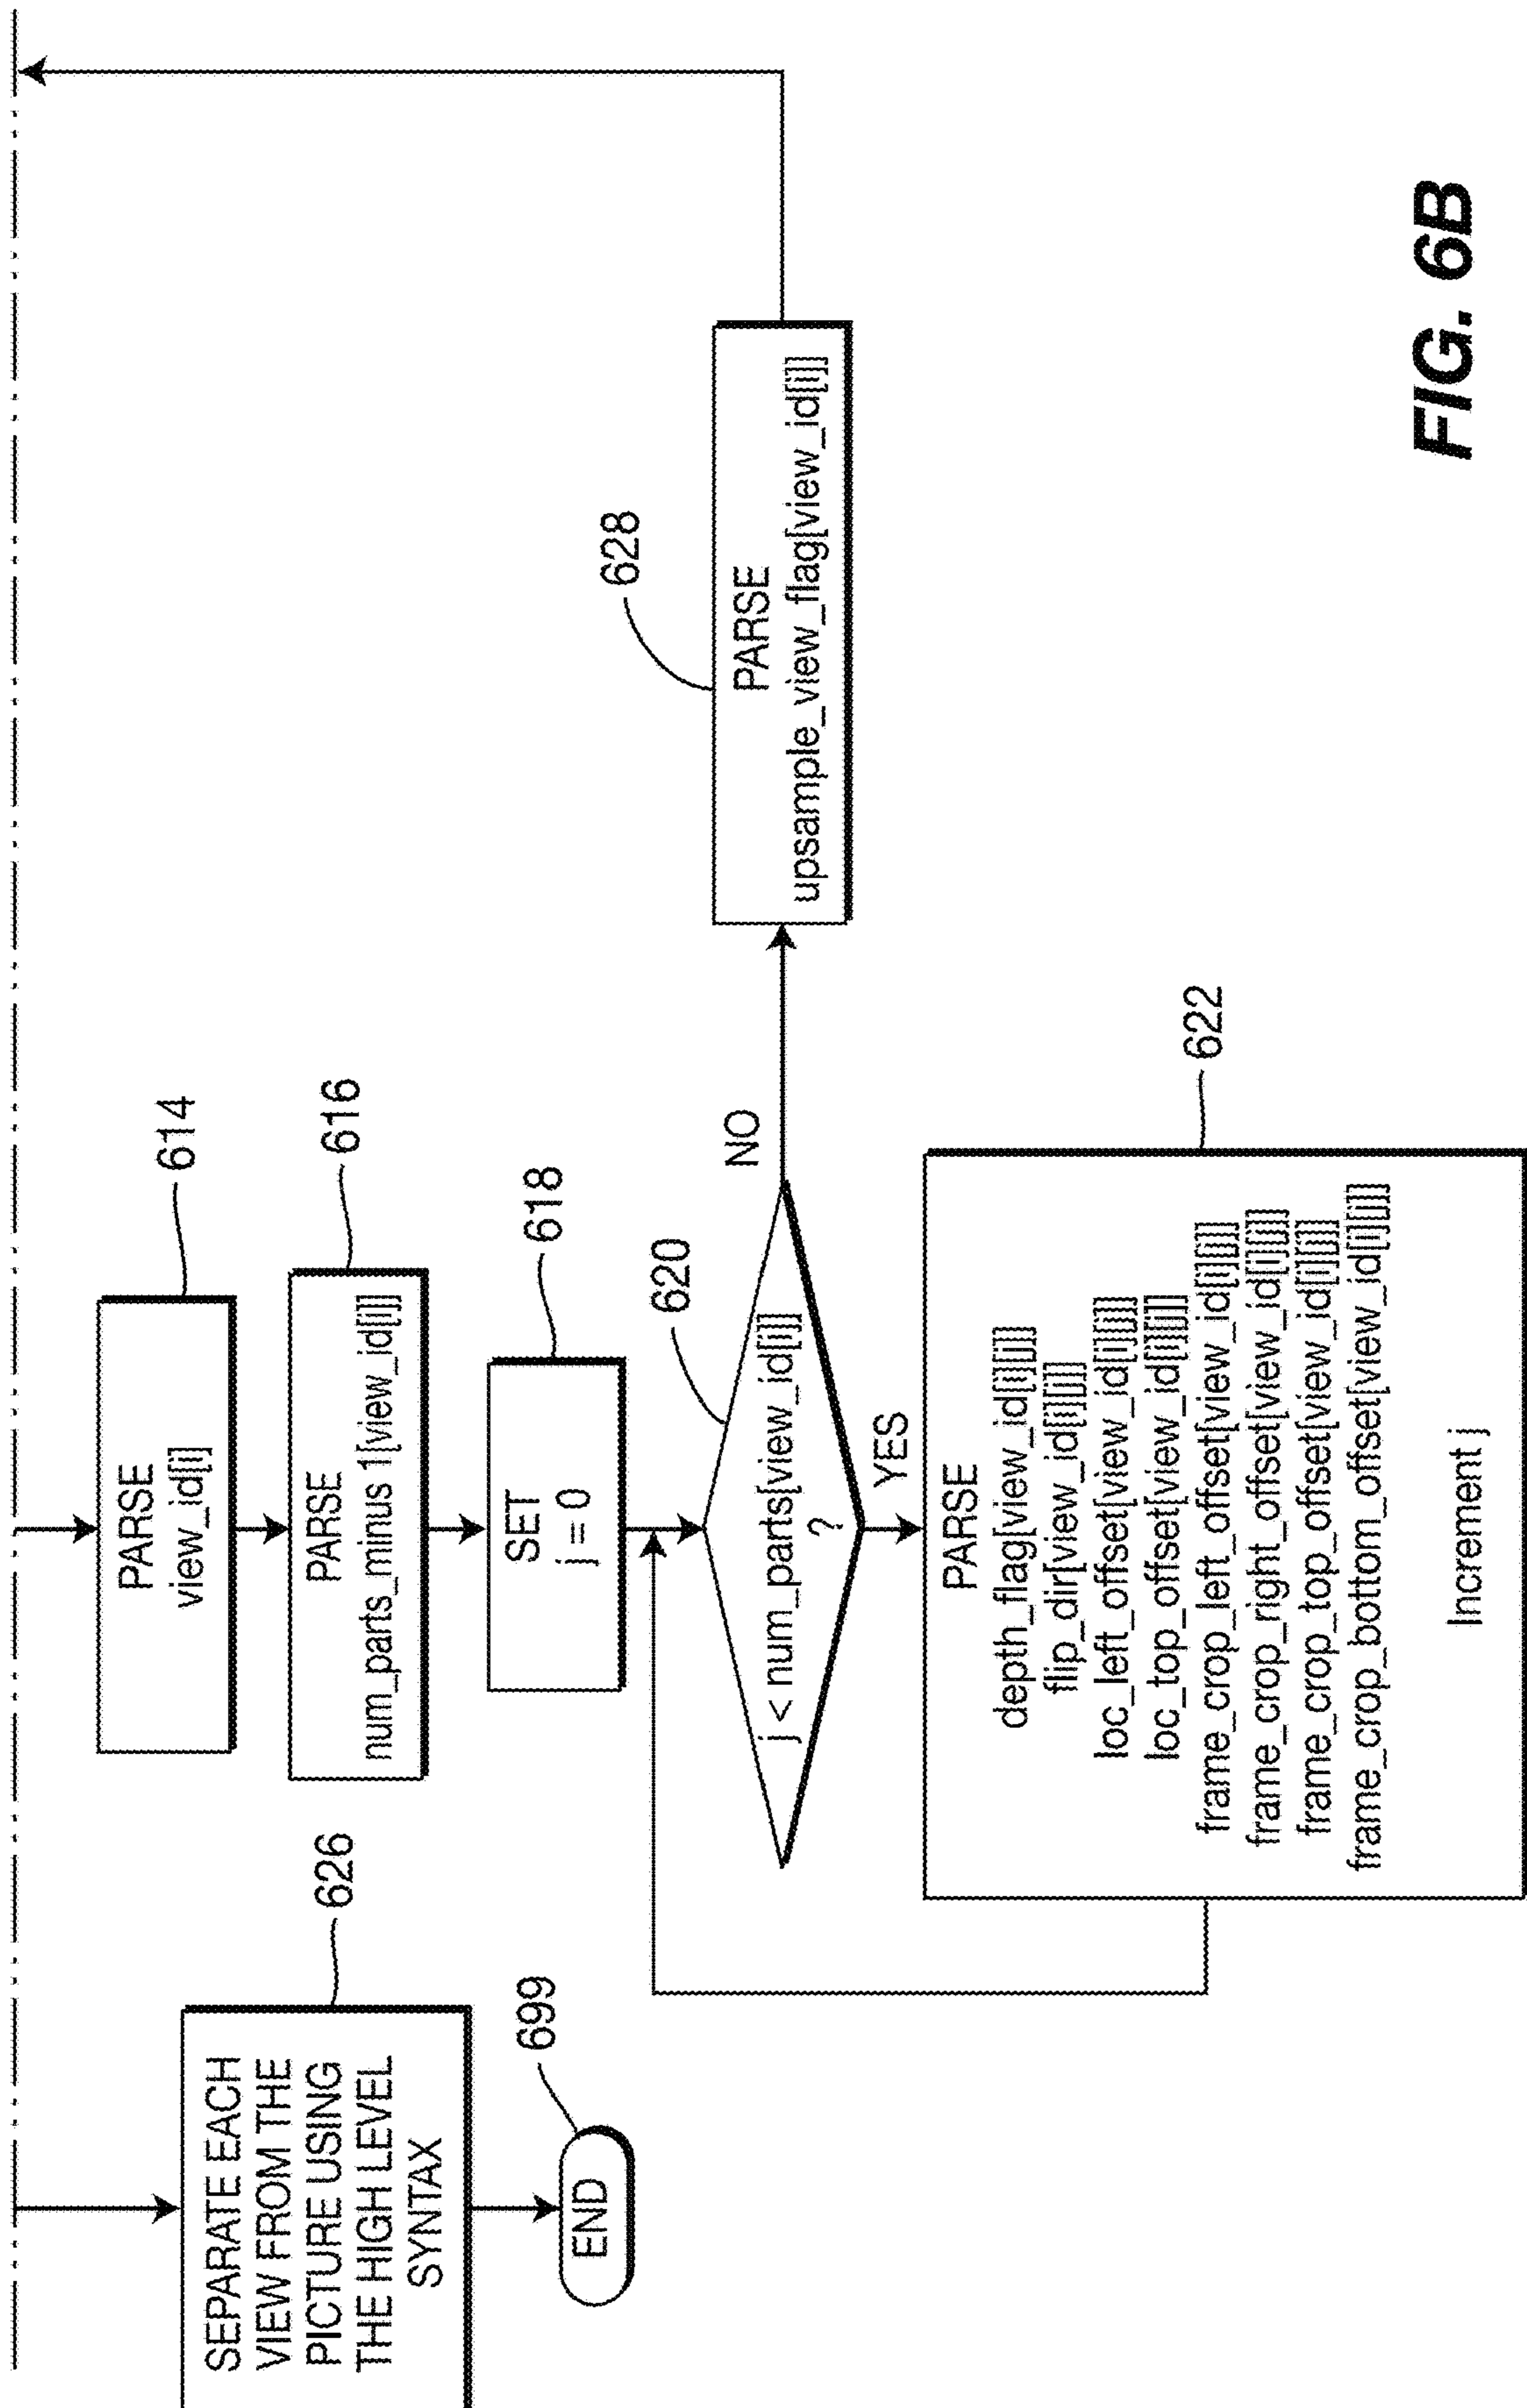 SEPARATE EACH
VIEW FROM THE
PICTURE USING
THE HIGH LEVEL
SYNTAX
626
END
699
PARSE
view_id[i]
614
PARSE
num_parts_minus 1[view_id[i]]
616
SET
j = 0
618
j < num_parts[view_id[i]]
?
620
NO
YES
PARSE
upsample_view_flag[view_id[i]]
628
PARSE
depth_flag[view_id[i][j]]
flip_dir[view_id[i][j]]
loc_left_offset[view_id[i][j]]
loc_top_offset[view_id[i][j]]
frame_crop_left_offset[view_id[i][j]]
frame_crop_right_offset[view_id[i][j]]
frame_crop_top_offset[view_id[i][j]]
frame_crop_bottom_offset[view_id[i][j]]
Increment j
622
FIG. 6B